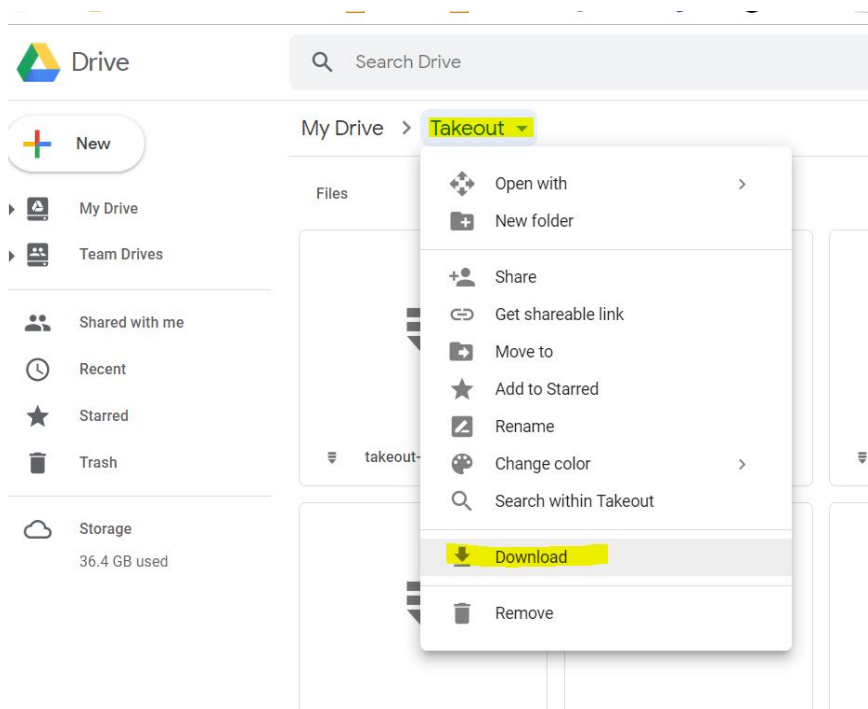 Drive
Search Drive
New
My Drive > Takeout
My Drive
Team Drives
Shared with me
Recent
Starred
Trash
Storage
36.4 GB used
Files
takeout-
Open with
New folder
Share
Get shareable link
Move to
Add to Starred
Rename
Change color
Search within Takeout
Download
Remove